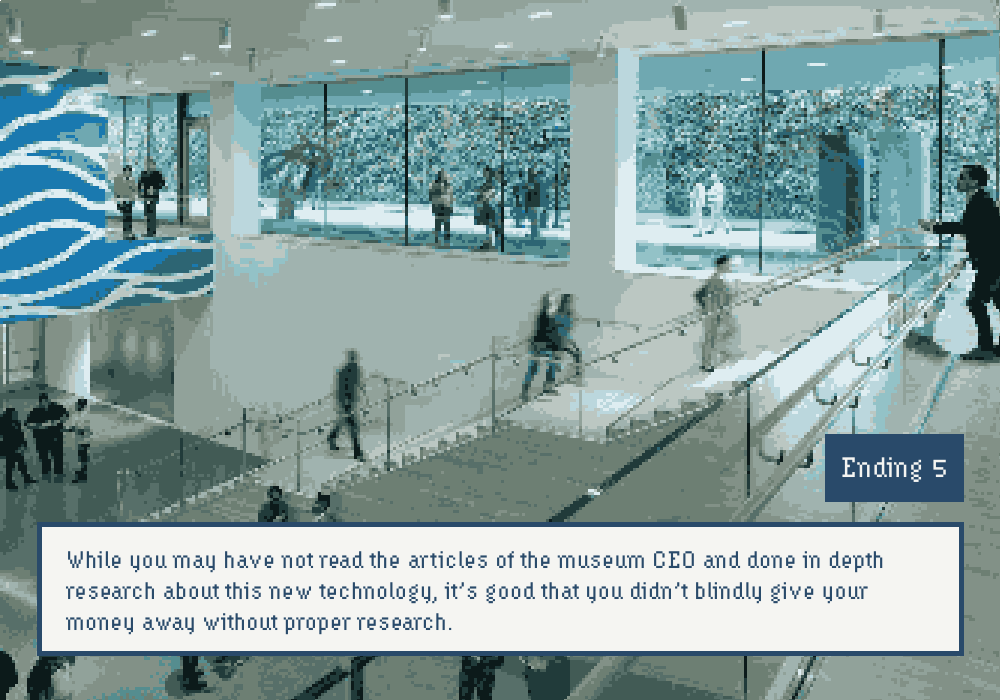 Ending 5
While you may have not read the articles of the museum CEO and done in depth
research about this new technology, it's good that you didn't blindly give your
money away without proper research.